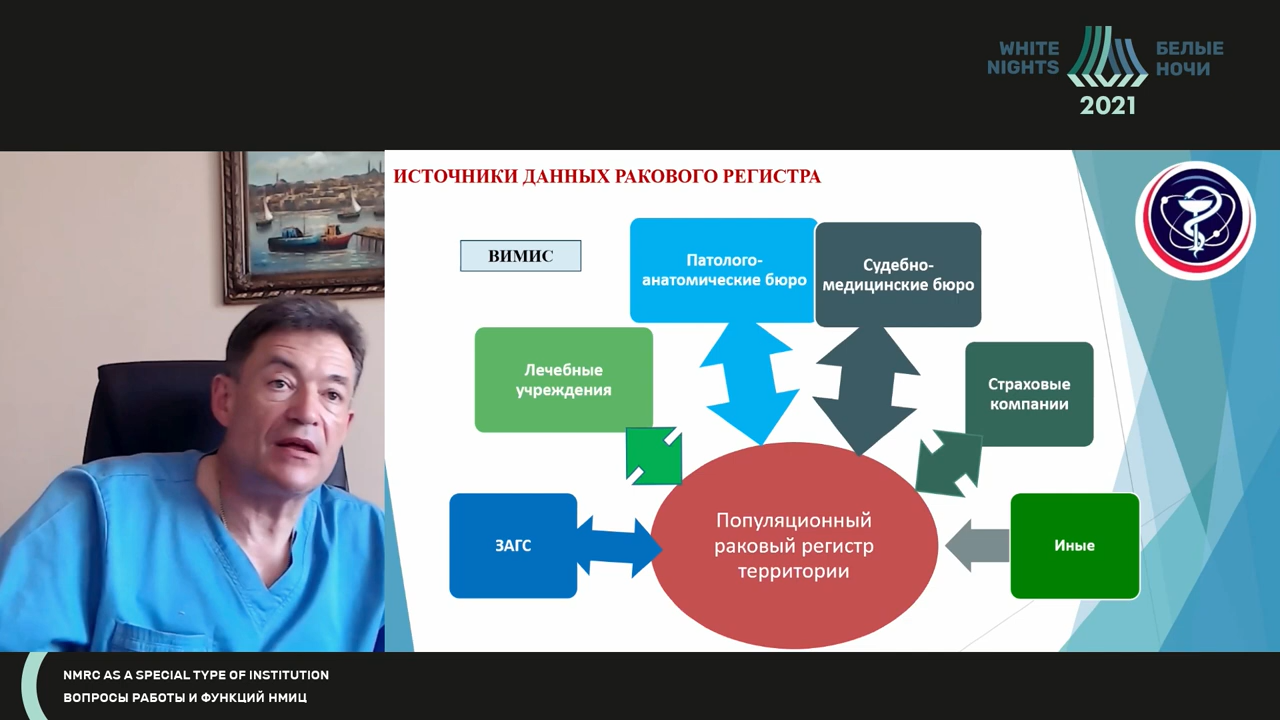 WHITE
NIGHTS
БЕЛЫЕ
НОЧИ
2021
ИСТОЧНИКИ ДАННЫХ РАКОВОГО РЕГИСТРА
ВИМИС
Патолого-
анатомические бюро
Судебно-
медицинские бюро
Лечебные
учреждения
Страховые
компании
ЗАГС
Популяционный
раковый регистр
территории
Иные
NMRC AS A SPECIAL TYPE OF INSTITUTION
ВОПРОСЫ РАБОТЫ И ФУНКЦИЙ НМИЦ